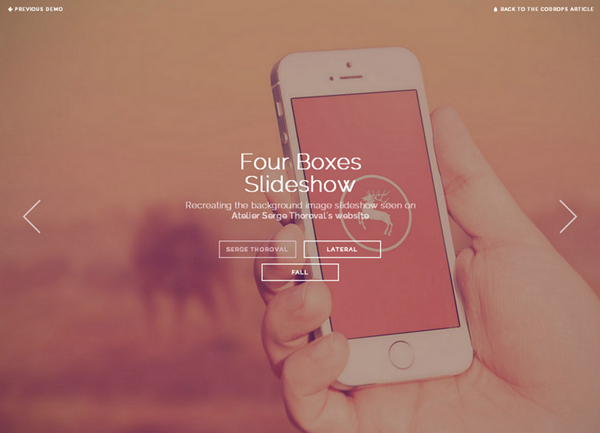 PREVIOUS DEMO
BACK TO THE CODROPS ARTICLE
Four Boxes
Slideshow
Recreating the background image slideshow seen on
Atelier Serge Thoroval's website
SERGE THOROVAL
LATERAL
FALL